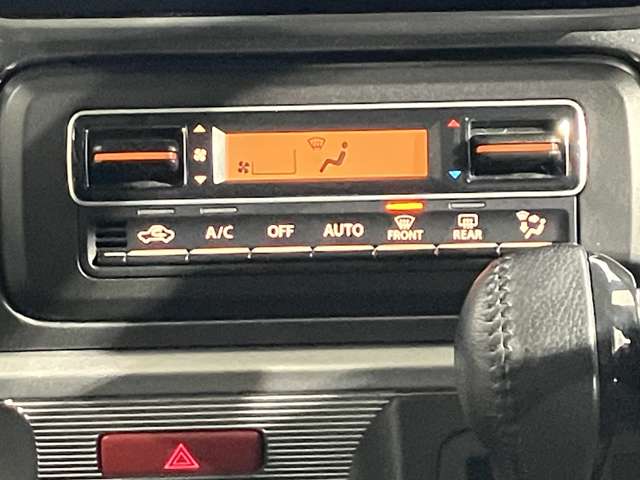 A/C OFF AUTO FRONT REAR